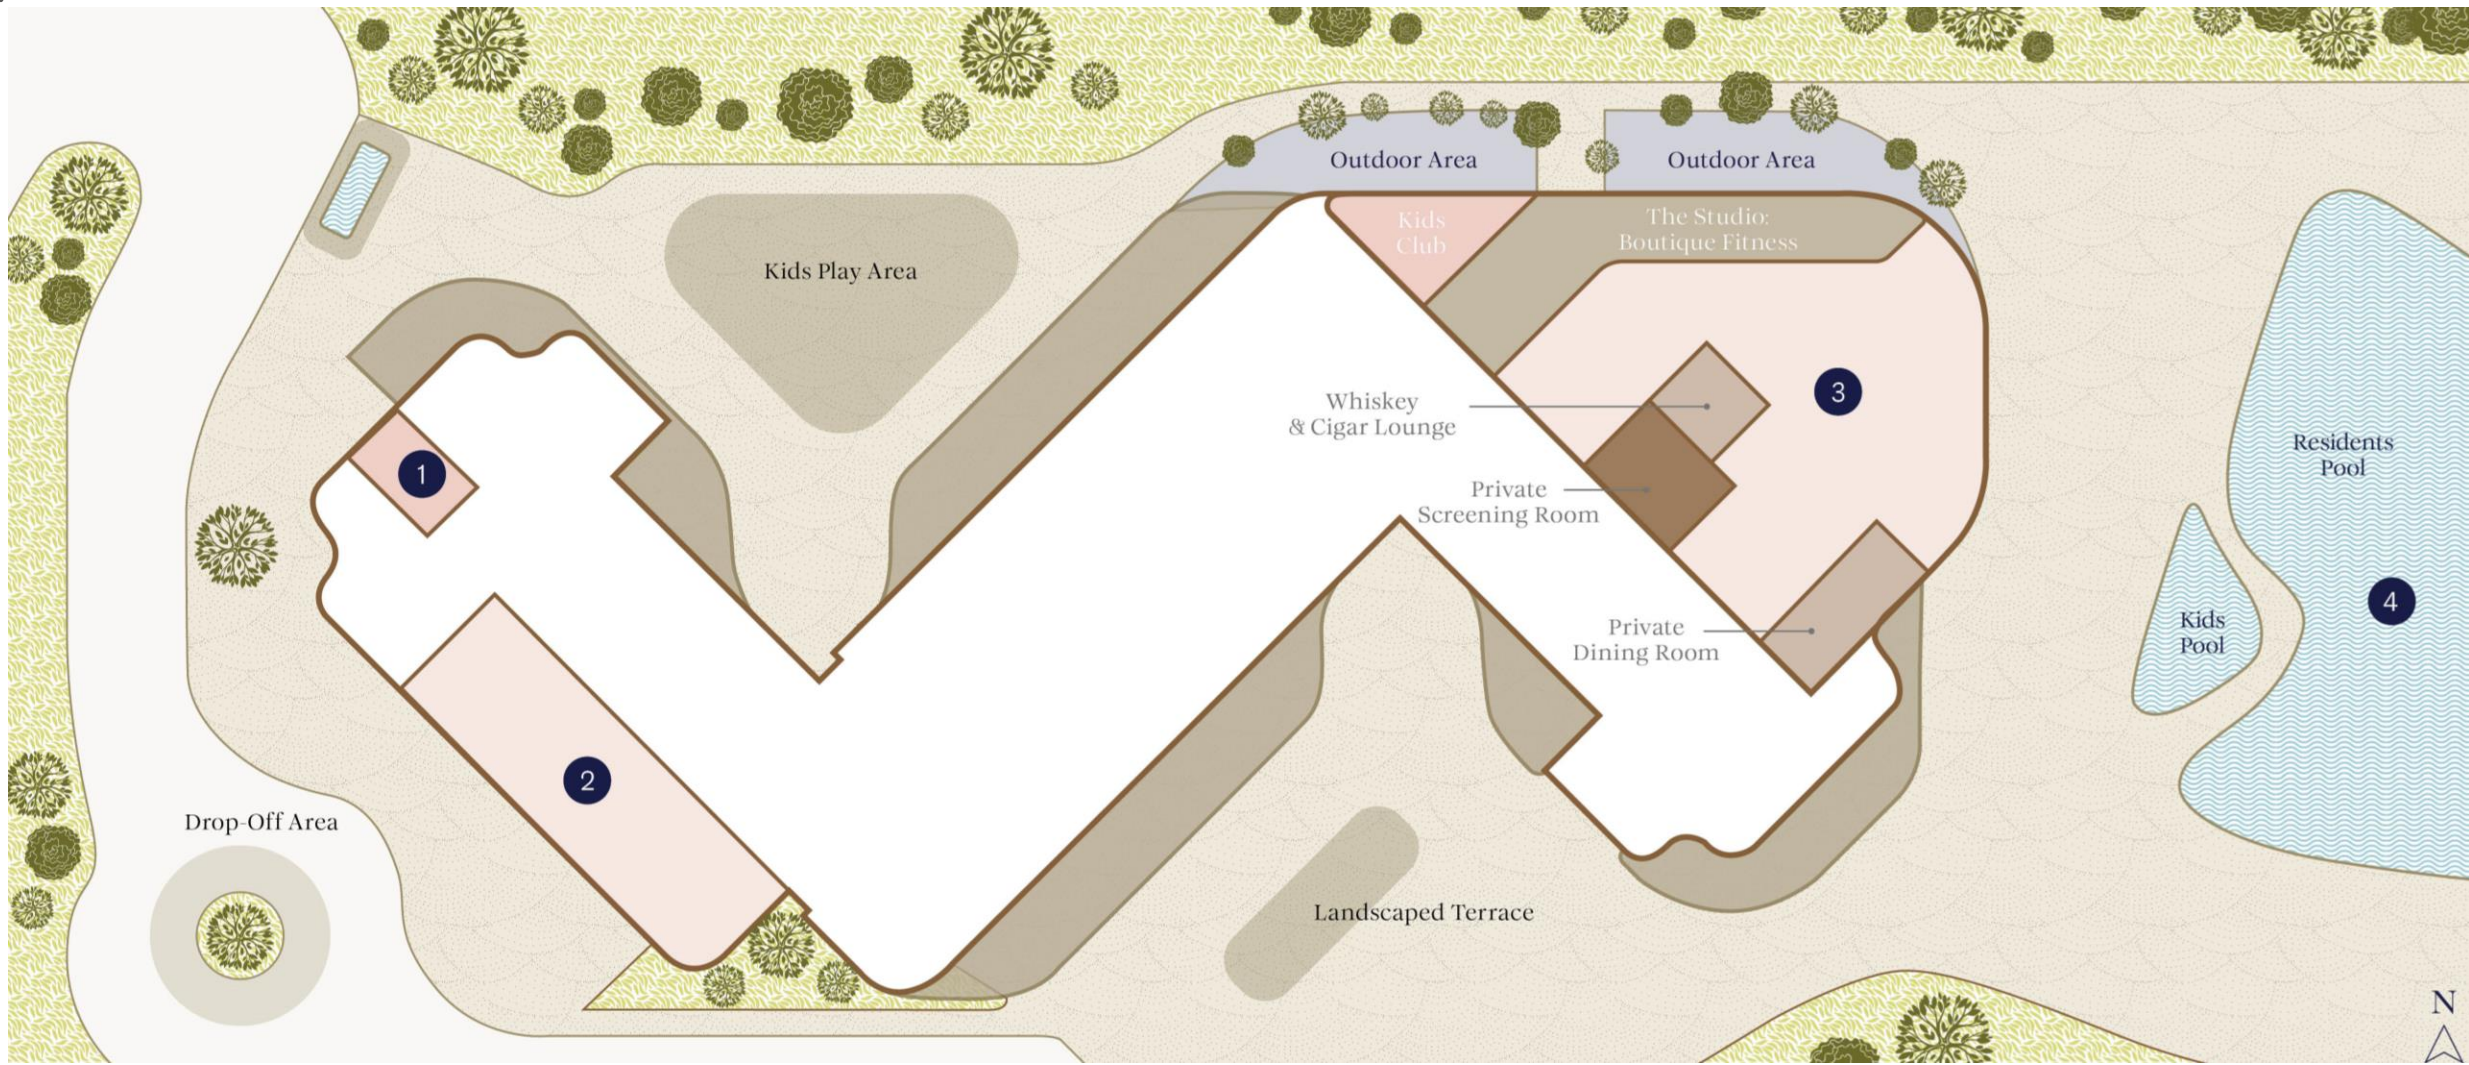 Outdoor Area
Outdoor Area
Kids
Club
The Studio:
Boutique Fitness
Kids Play Area
3
Whiskey
& Cigar Lounge
1
Private
Screening Room
Residents
Pool
4
Kids
Pool
Private
Dining Room
2
Drop-Off Area
Landscaped Terrace
N